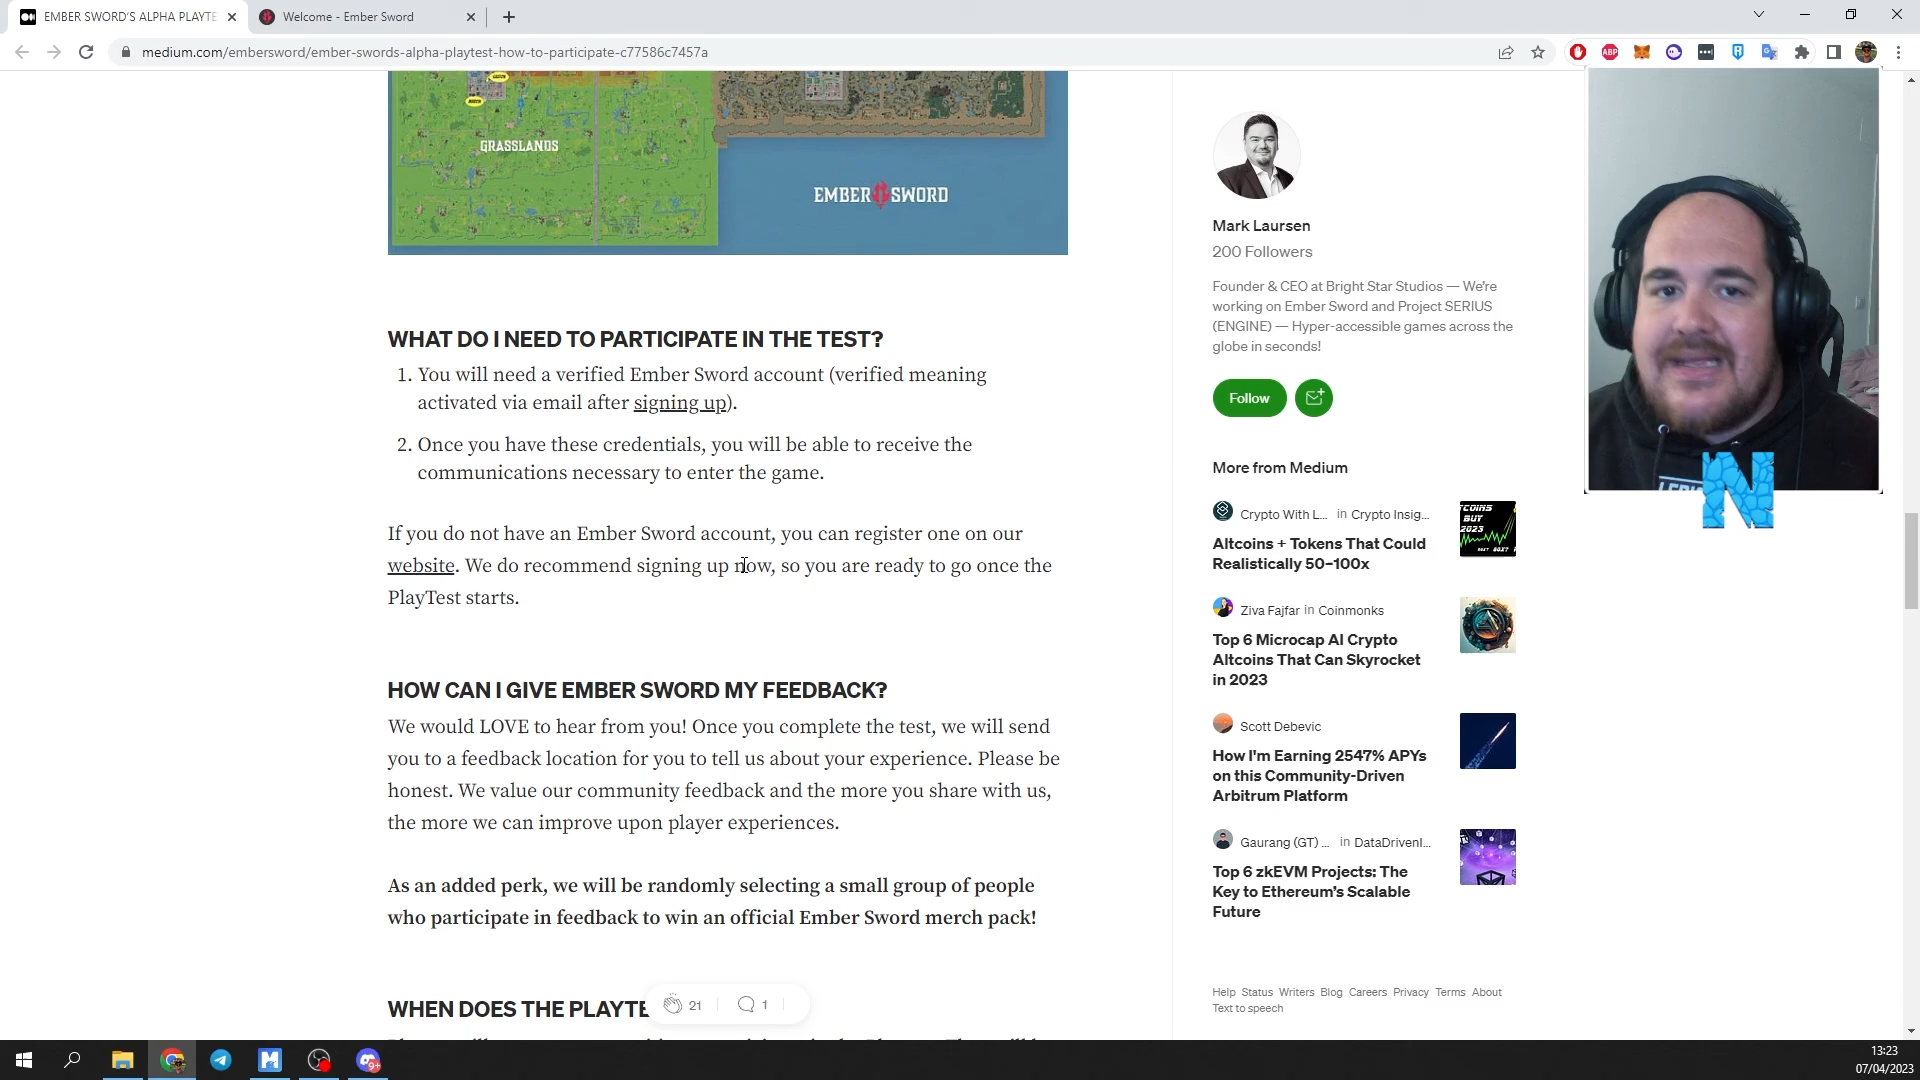 EMBER SWORD'S ALPHA PLAYTE
Welcome - Ember Sword
medium.com/embersword/ember-swords-alpha-playtest-how-to-participate-c77586c7457a
ABP
GRASSLANDS
EMBER SWORD
WHAT DO I NEED TO PARTICIPATE IN THE TEST?
1. You will need a verified Ember Sword account (verified meaning
activated via email after signing up).
2. Once you have these credentials, you will be able to receive the
communications necessary to enter the game.
If you do not have an Ember Sword account, you can register one on our
website. We do recommend signing up now, so you are ready to go once the
PlayTest starts.
HOW CAN I GIVE EMBER SWORD MY FEEDBACK?
We would LOVE to hear from you! Once you complete the test, we will send
you to a feedback location for you to tell us about your experience. Please be
honest. We value our community feedback and the more you share with us,
the more we can improve upon player experiences.
As an added perk, we will be randomly selecting a small group of people
who participate in feedback to win an official Ember Sword merch pack!
WHEN DOES THE PLAYTE
21
1
Mark Laursen
200 Followers
Founder & CEO at Bright Star Studios — We're
working on Ember Sword and Project SERIUS
(ENGINE) — Hyper-accessible games across the
globe in seconds!
Follow
More from Medium
Crypto With L... in Crypto Insig...
Altcoins + Tokens That Could
Realistically 50–100x
Ziva Fajfar in Coinmonks
Top 6 Microcap AI Crypto
Altcoins That Can Skyrocket
in 2023
Scott Debevic
How I'm Earning 2547% APYs
on this Community-Driven
Arbitrum Platform
Gaurang (GT) ... in DataDrivenI...
Top 6 zkEVM Projects: The
Key to Ethereum's Scalable
Future
Help Status Writers Blog Careers Privacy Terms About
Text to speech
N
9+
13:23
07/04/2023